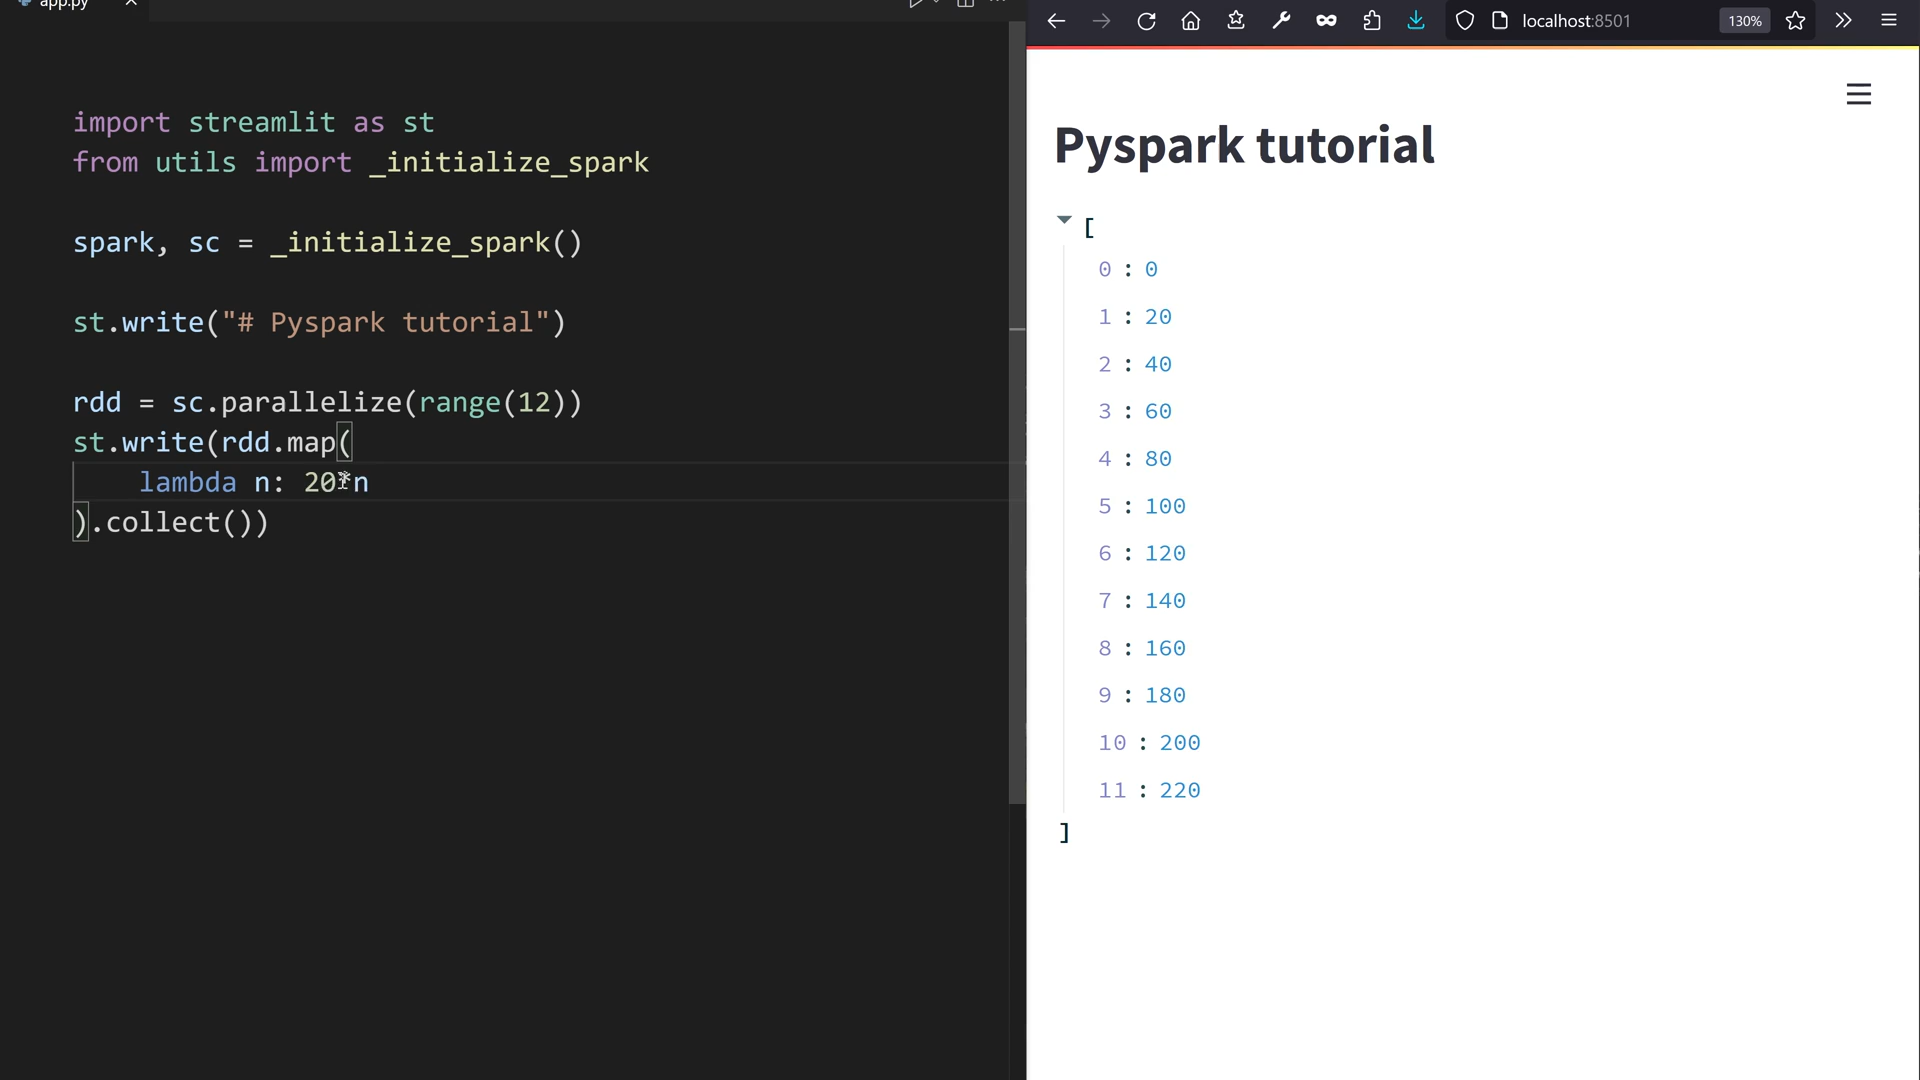 app.py
import streamlit as st
from utils import _initialize_spark
spark, sc = _initialize_spark()
st.write("# Pyspark tutorial")
rdd = sc.parallelize(range(12))
st.write(rdd.map(
    lambda n: 20*n
).collect())
localhost:8501
130%
Pyspark tutorial
[
0 : 0
1 : 20
2 : 40
3 : 60
4 : 80
5 : 100
6 : 120
7 : 140
8 : 160
9 : 180
10 : 200
11 : 220
]